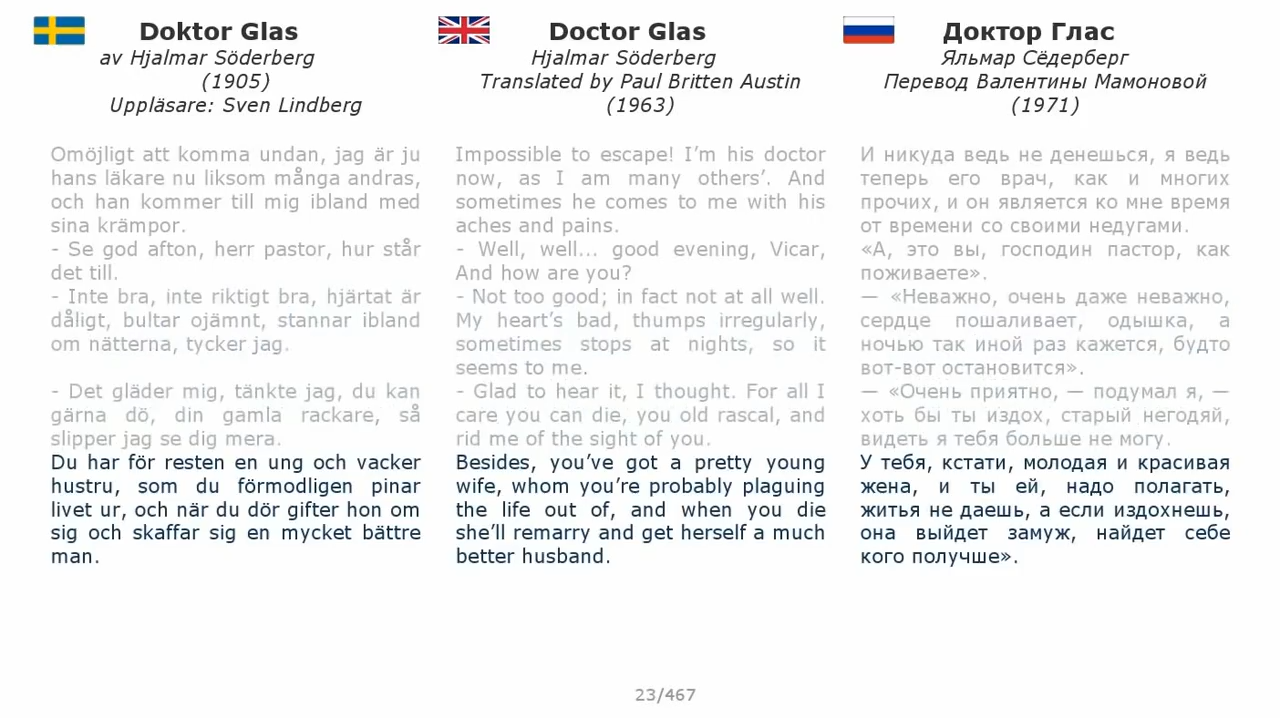 Doktor Glas
av Hjalmar Söderberg
(1905)
Uppläsare: Sven Lindberg
Omöjligt att komma undan, jag är ju
hans läkare nu liksom många andras,
och han kommer till mig ibland med
sina krämpor.
- Se god afton, herr pastor, hur står
det till.
- Inte bra, inte riktigt bra, hjärtat är
dåligt, bultar ojämnt, stannar ibland
om nätterna, tycker jag.
- Det gläder mig, tänkte jag, du kan
gärna dö, din gamla rackare, så
slipper jag se dig mera.
Du har för resten en ung och vacker
hustru, som du förmodligen pinar
livet ur, och när du dör gifter hon om
sig och skaffar sig en mycket bättre
man.
Doctor Glas
Hjalmar Söderberg
Translated by Paul Britten Austin
(1963)
Impossible to escape! I’m his doctor
now, as I am many others’. And
sometimes he comes to me with his
aches and pains.
- Well, well... good evening, Vicar,
And how are you?
- Not too good; in fact not at all well.
My heart’s bad, thumps irregularly,
sometimes stops at nights, so it
seems to me.
- Glad to hear it, I thought. For all I
care you can die, you old rascal, and
rid me of the sight of you.
Besides, you’ve got a pretty young
wife, whom you’re probably plaguing
the life out of, and when you die
she’ll remarry and get herself a much
better husband.
Доктор Глас
Яльмар Сёдерберг
Перевод Валентины Мамоновой
(1971)
И никуда ведь не денешься, я ведь
теперь его врач, как и многих
прочих, и он является ко мне время
от времени со своими недугами.
«А, это вы, господин пастор, как
поживаете».
— «Неважно, очень даже неважно,
сердце пошаливает, одышка, а
ночью так иной раз кажется, будто
вот-вот остановится».
— «Очень приятно, — подумал я, —
хоть бы ты издох, старый негодяй,
видеть я тебя больше не могу.
У тебя, кстати, молодая и красивая
жена, и ты ей, надо полагать,
житья не даешь, а если издохнешь,
она выйдет замуж, найдет себе
кого получше».
23/467